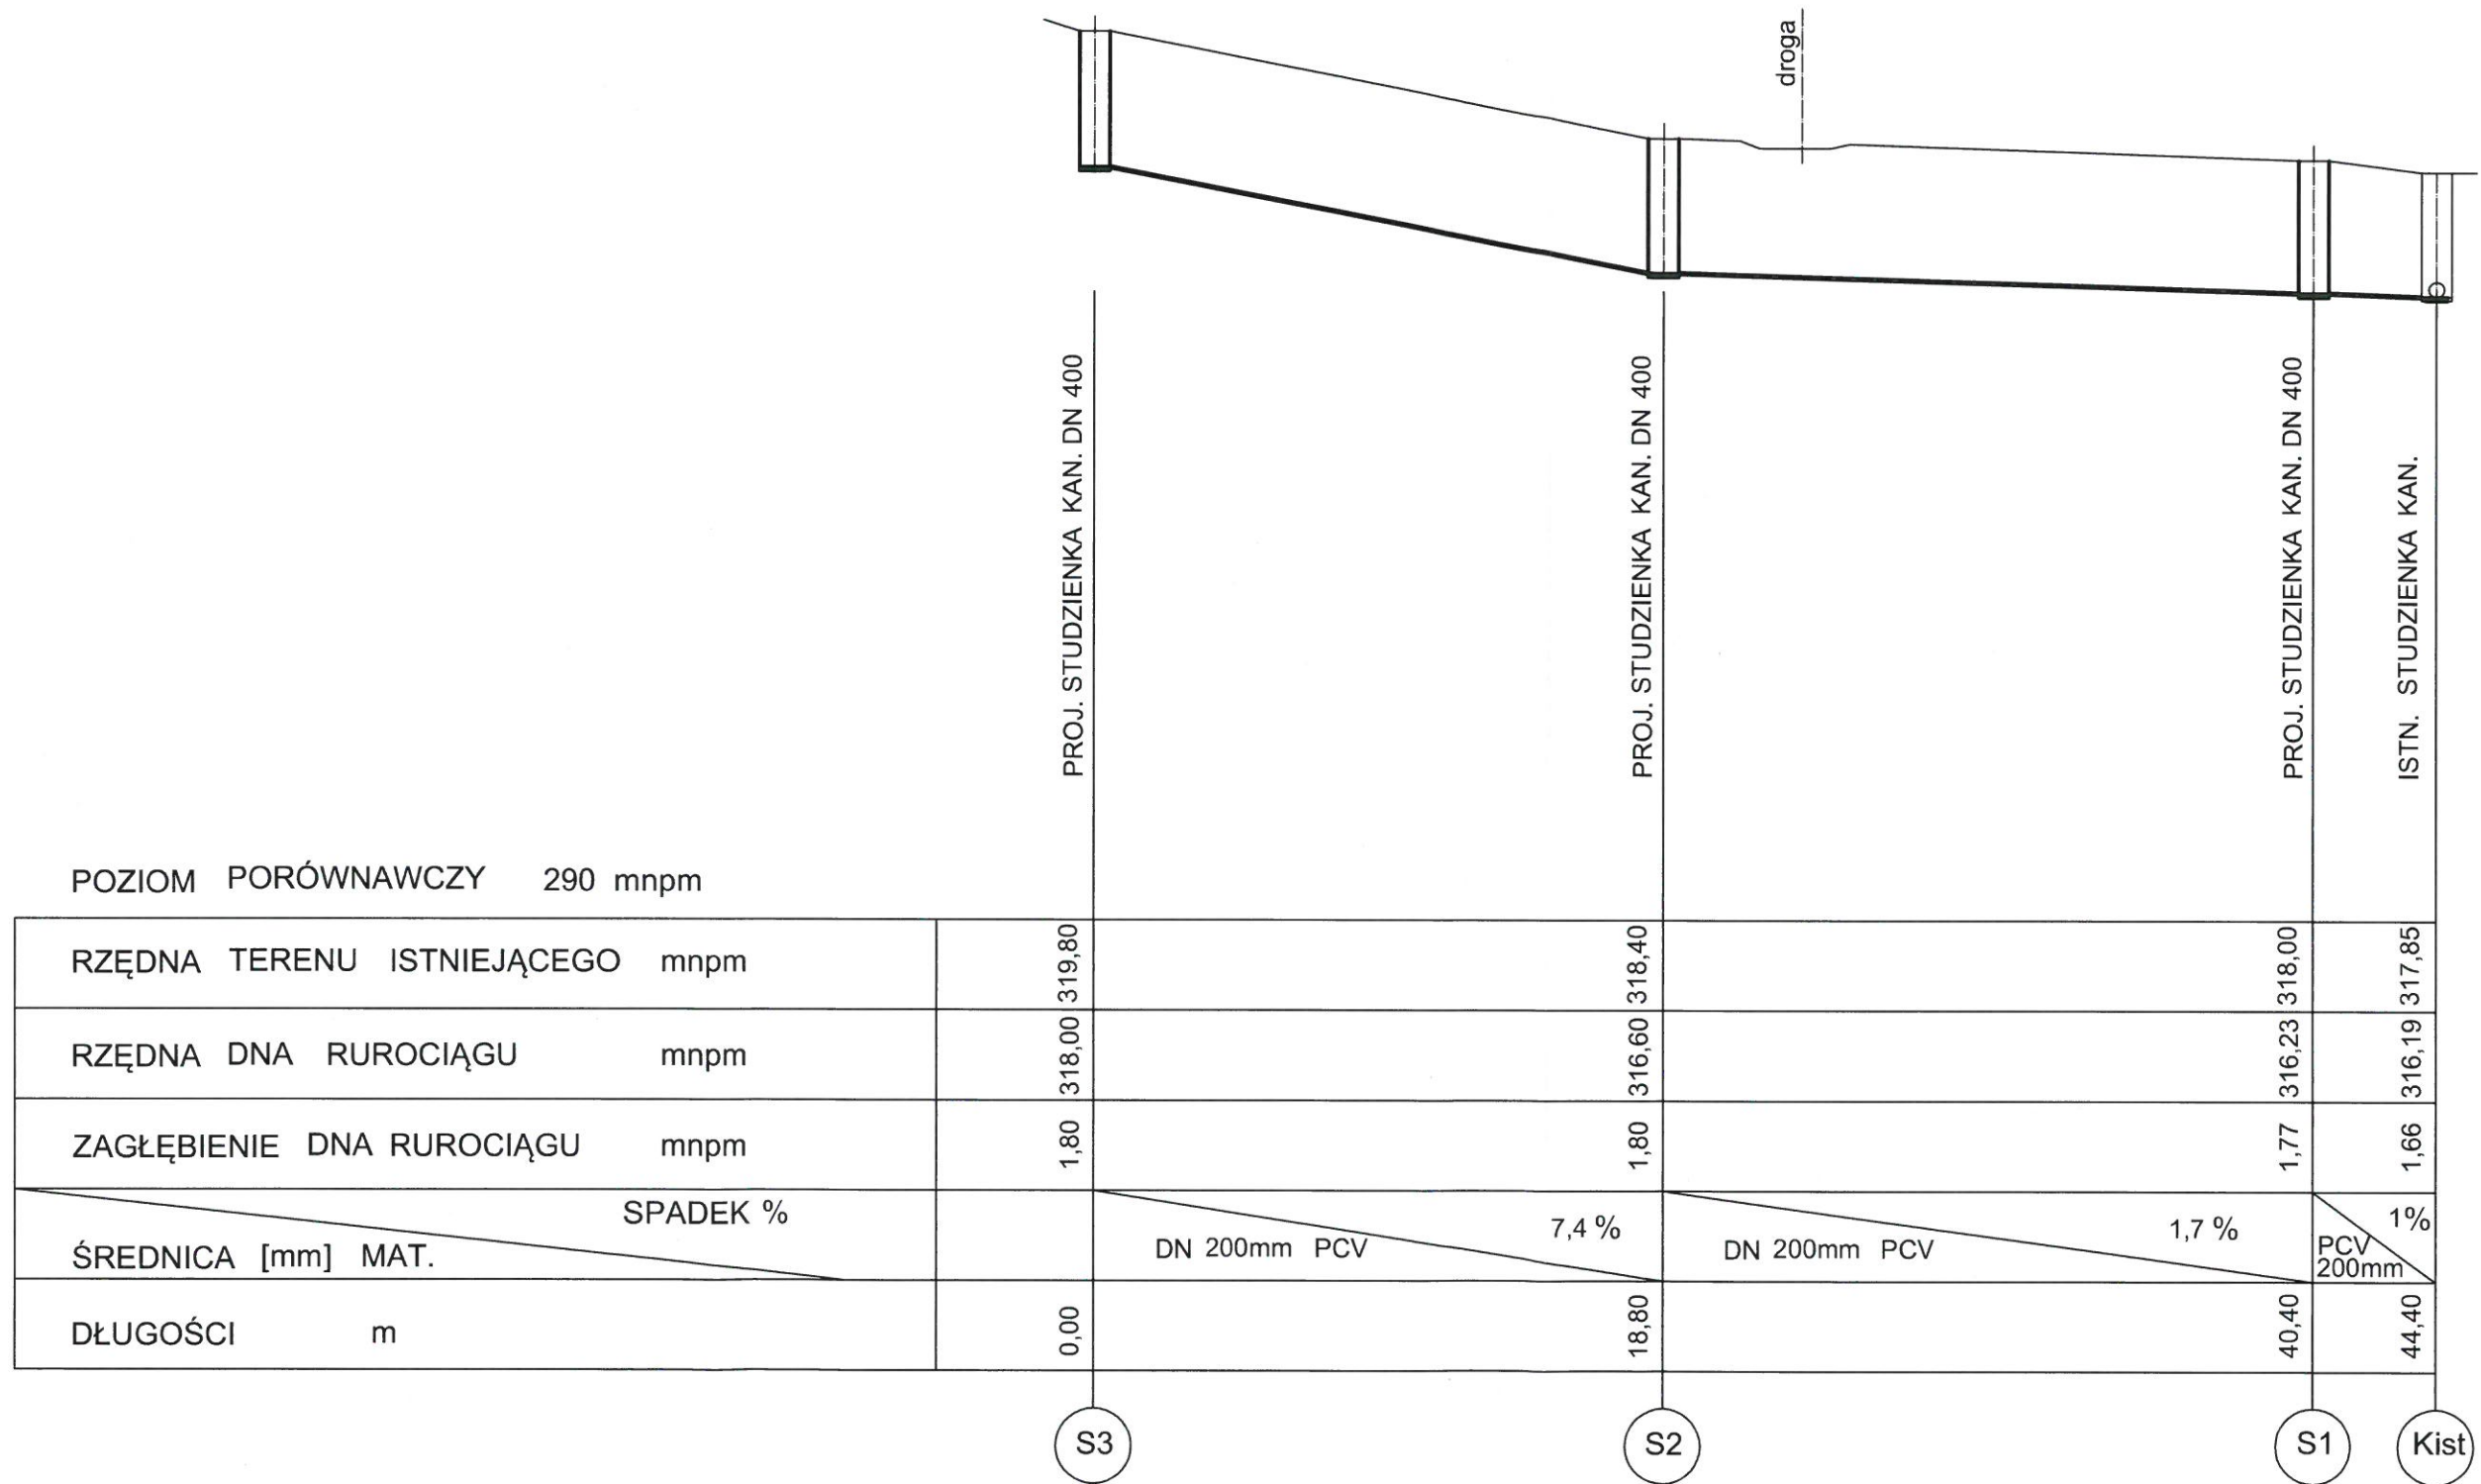 droga
PROJ. STUDZIENKA KAN. DN 400
PROJ. STUDZIENKA KAN. DN 400
PROJ. STUDZIENKA KAN. DN 400
ISTN. STUDZIENKA KAN.
POZIOM PORÓWNAWCZY 290 mnpm
RZĘDNA TERENU ISTNIEJĄCEGO mnpm 319,80 318,40 318,00 317,85
RZĘDNA DNA RUROCIĄGU mnpm 318,00 316,60 316,23 316,19
ZAGŁĘBIENIE DNA RUROCIĄGU mnpm 1,80 1,80 1,77 1,66
SPADEK % 7,4 % 1,7 % 1%
ŚREDNICA [mm] MAT. DN 200mm PCV DN 200mm PCV PCV
200mm
DŁUGOŚCI m 0,00 18,80 40,40 44,40
S3 S2 S1 Kist